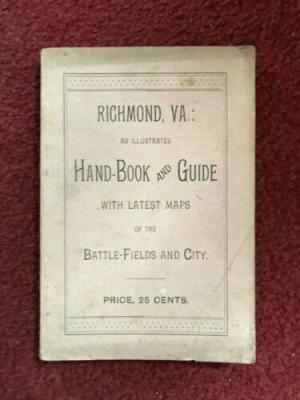 RICHMOND, VA.:
AN ILLUSTRATED
HAND-BOOK AND GUIDE
WITH LATEST MAPS
OF THE
BATTLE-FIELDS AND CITY.
PRICE, 25 CENTS.